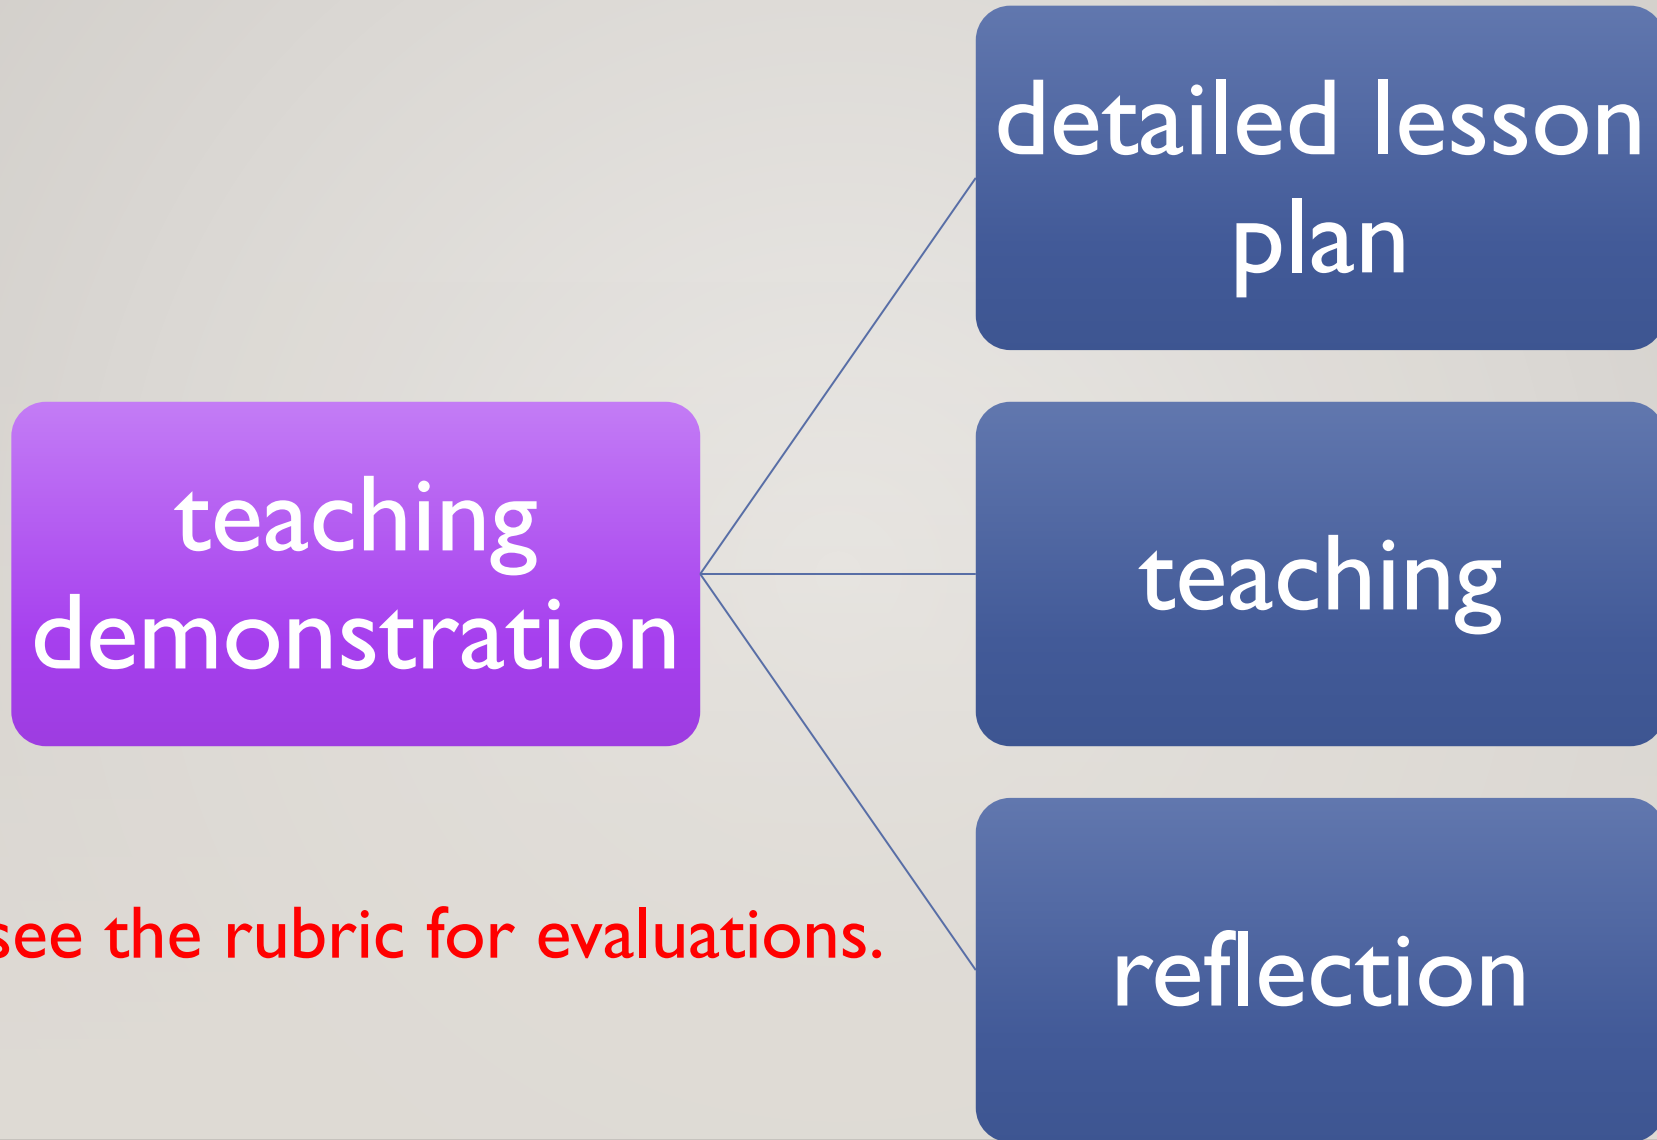 detailed lesson
plan
teaching
demonstration
teaching
see the rubric for evaluations.
reflection